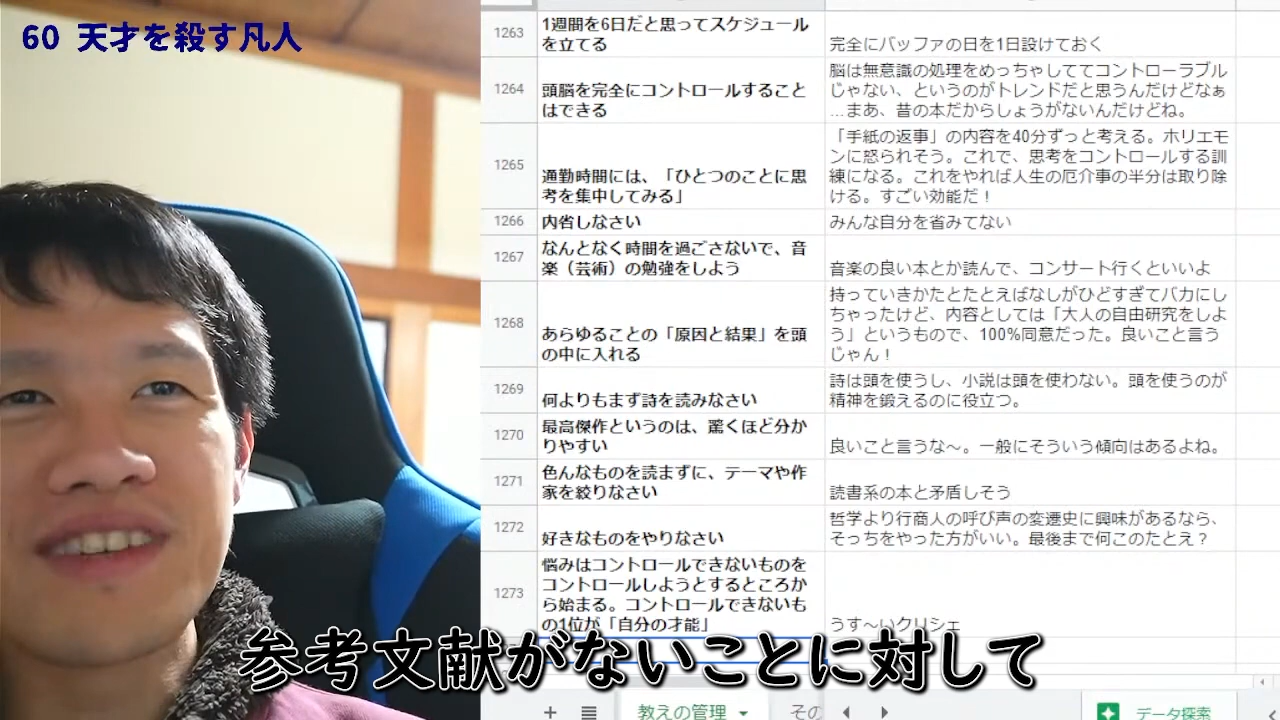 60 天才を殺す凡人
1263
1週間を6日だと思ってスケジュール
を立てる
完全にバッファの日を1日設けておく
1264
頭脳を完全にコントロールすること
はできる
脳は無意識の処理をめっちゃしててコントローラブル
じゃない、というのがトレンドだと思うんだけどなぁ
…まあ、昔の本だからしょうがないんだけどね。
1265
通勤時間には、「ひとつのことに思
考を集中してみる」
「手紙の返事」の内容を40分ずっと考える。ホリエモ
ンに怒られそう。これで、思考をコントロールする訓
練になる。これをやれば人生の厄介事の半分は取り除
ける。すごい効能だ！
1266
内省しなさい
みんな自分を省みてない
1267
なんとなく時間を過ごさないで、音
楽（芸術）の勉強をしよう
音楽の良い本とか読んで、コンサート行くといいよ
1268
あらゆることの「原因と結果」を頭
の中に入れる
持っていきかたとたとえばなしがひどすぎてバカにし
ちゃったけど、内容としては「大人の自由研究をしよ
う」というもので、100%同意だった。良いこと言う
じゃん！
1269
何よりもまず詩を読みなさい
詩は頭を使うし、小説は頭を使わない。頭を使うのが
精神を鍛えるのに役立つ。
1270
最高傑作というのは、驚くほど分か
りやすい
良いこと言うな〜。一般にそういう傾向はあるよね。
1271
色んなものを読まずに、テーマや作
家を絞りなさい
読書系の本と矛盾しそう
1272
好きなものをやりなさい
哲学より行商人の呼び声の変遷史に興味があるなら、
そっちをやった方がいい。最後まで何このたとえ？
1273
悩みはコントロールできないものを
コントロールしようとするところか
ら始まる。コントロールできないも
の1位が「自分の才能」
うす〜いクリシェ
参考文献がないことに対して
教えの管理
その
データ探索